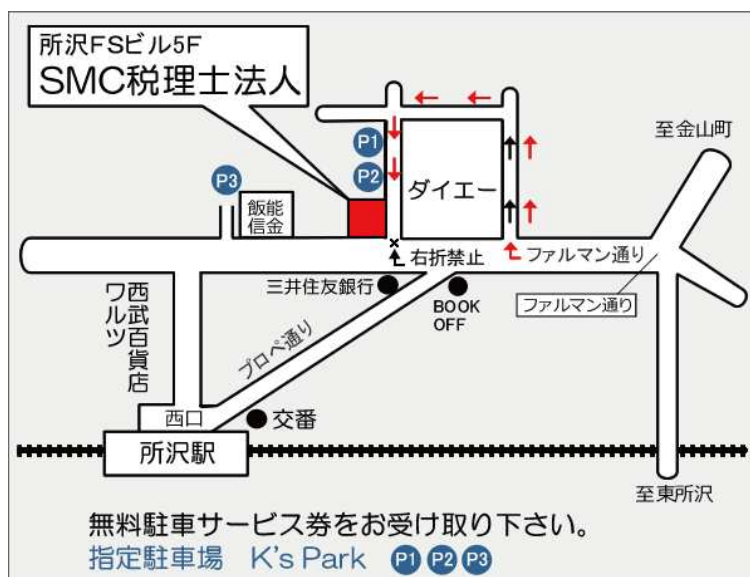 所沢FSビル5F
SMC税理士法人
至金山町
P1
P2
P3
ダイエー
飯能
信金
右折禁止
ファルマン通り
三井住友銀行
BOOK
OFF
ファルマン通り
西武百貨店
ワルツ
プロペ通り
西口
交番
所沢駅
至東所沢
無料駐車サービス券をお受け取り下さい。
指定駐車場 K's Park P1 P2 P3